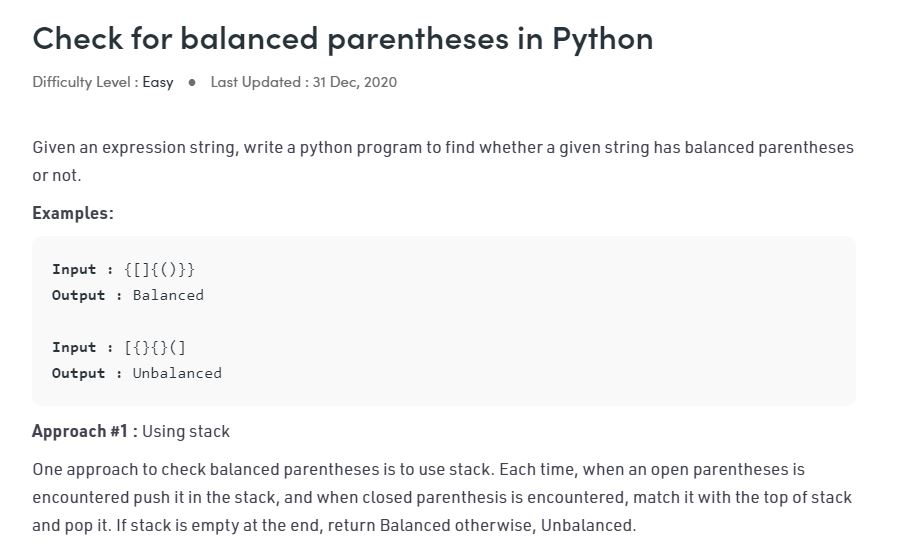 Check for balanced parentheses in Python
Difficulty Level : Easy ● Last Updated : 31 Dec, 2020
Given an expression string, write a python program to find whether a given string has balanced parentheses
or not.
Examples:
Input : {[]{()}}
Output : Balanced
Input : [{}{}(]
Output : Unbalanced
Approach #1 : Using stack
One approach to check balanced parentheses is to use stack. Each time, when an open parentheses is
encountered push it in the stack, and when closed parenthesis is encountered, match it with the top of stack
and pop it. If stack is empty at the end, return Balanced otherwise, Unbalanced.